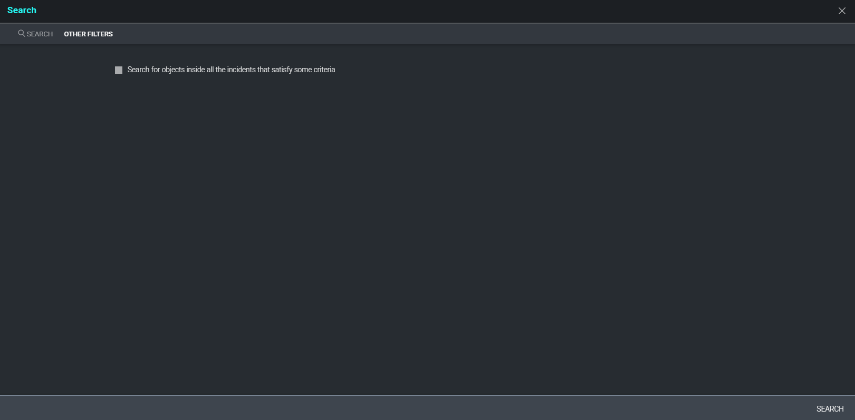 Search
SEARCH OTHER FILTERS
Search for objects inside all the incidents that satisfy some criteria
SEARCH